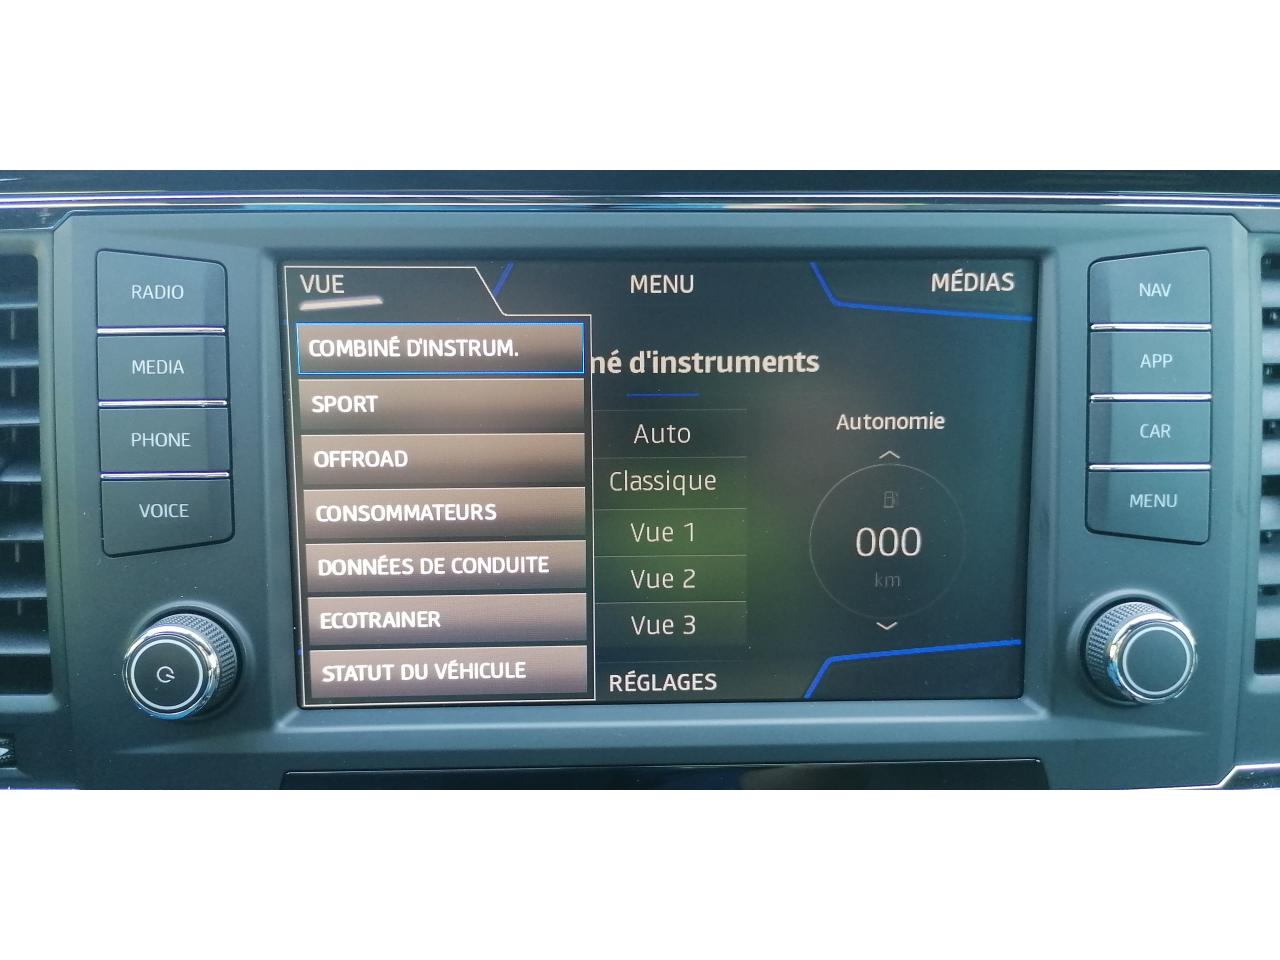 RADIO
MEDIA
PHONE
VOICE
VUE
MENU
MÉDIAS
COMBINÉ D'INSTRUM.
SPORT
OFFROAD
CONSOMMATEURS
DONNÉES DE CONDUITE
ECOTRAINER
STATUT DU VÉHICULE
né d'instruments
Auto
Classique
Vue 1
Vue 2
Vue 3
RÉGLAGES
Autonomie
000
km
NAV
APP
CAR
MENU